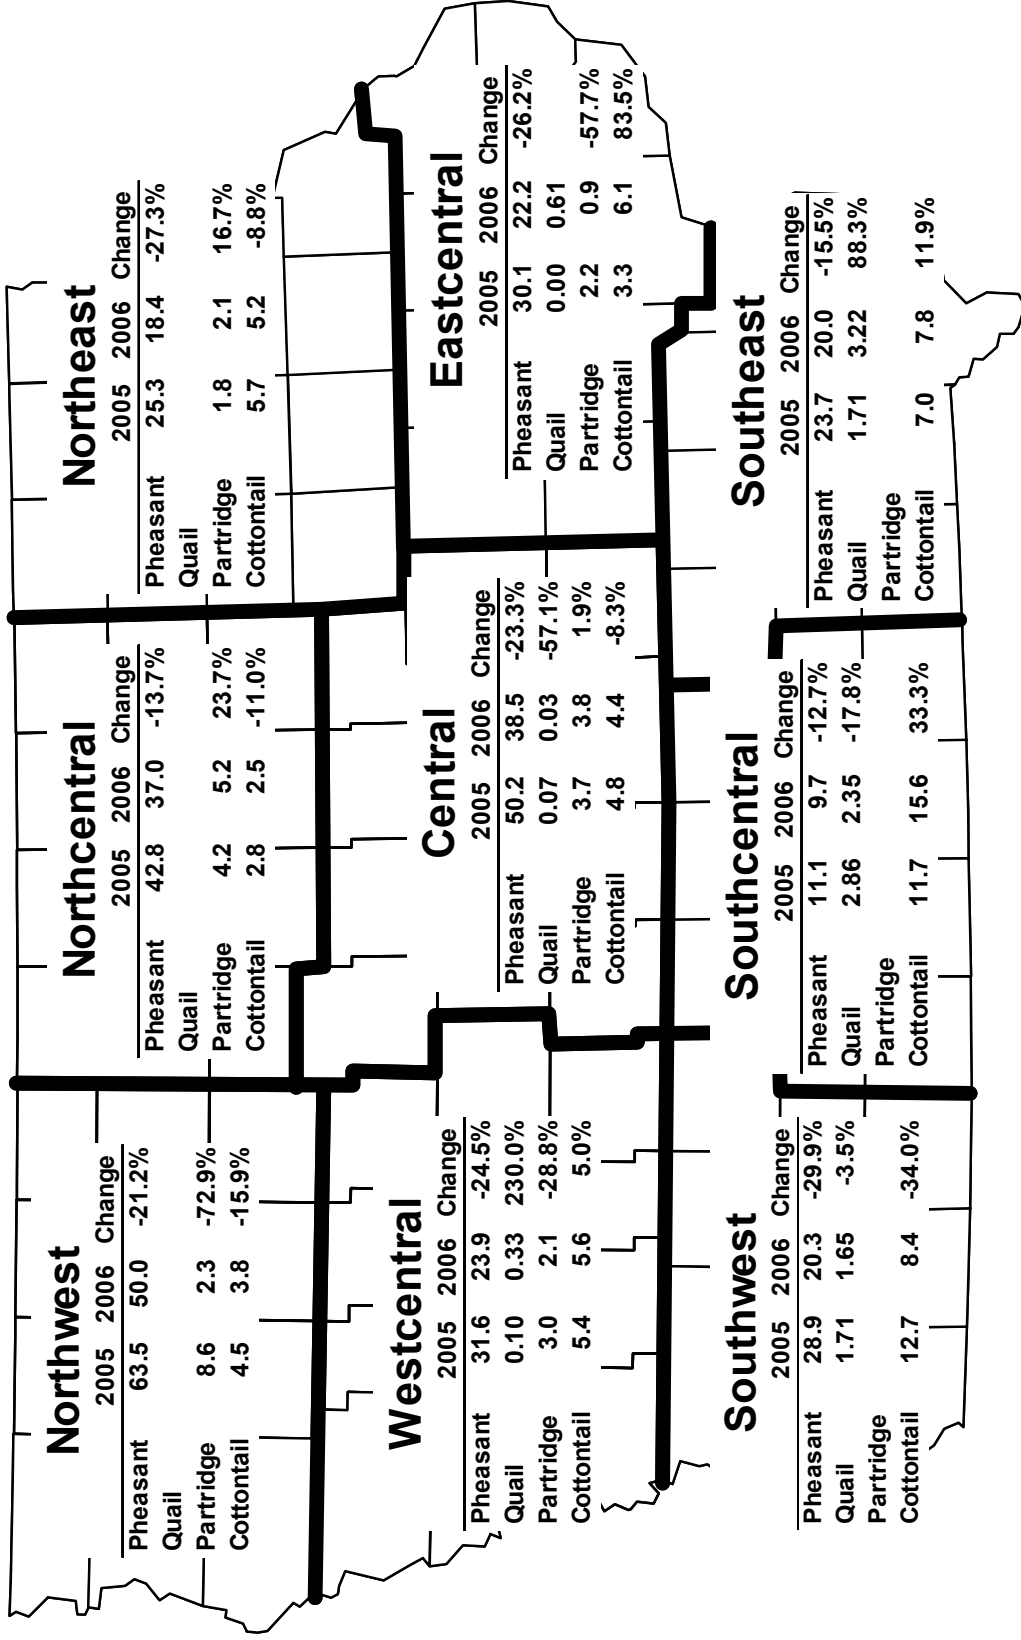 Northwest
2005 2006 Change
Pheasant 63.5 50.0 -21.2%
Quail
Partridge 8.6 2.3 -72.9%
Cottontail 4.5 3.8 -15.9%
Northcentral
2005 2006 Change
Pheasant 42.8 37.0 -13.7%
Quail
Partridge 4.2 5.2 23.7%
Cottontail 2.8 2.5 -11.0%
Northeast
2005 2006 Change
Pheasant 25.3 18.4 -27.3%
Quail
Partridge 1.8 2.1 16.7%
Cottontail 5.7 5.2 -8.8%
Westcentral
2005 2006 Change
Pheasant 31.6 23.9 -24.5%
Quail 0.10 0.33 230.0%
Partridge 3.0 2.1 -28.8%
Cottontail 5.4 5.6 5.0%
Central
2005 2006 Change
Pheasant 50.2 38.5 -23.3%
Quail 0.07 0.03 -57.1%
Partridge 3.7 3.8 1.9%
Cottontail 4.8 4.4 -8.3%
Eastcentral
2005 2006 Change
Pheasant 30.1 22.2 -26.2%
Quail 0.00 0.61
Partridge 2.2 0.9 -57.7%
Cottontail 3.3 6.1 83.5%
Southwest
2005 2006 Change
Pheasant 28.9 20.3 -29.9%
Quail 1.71 1.65 -3.5%
Partridge
Cottontail 12.7 8.4 -34.0%
Southcentral
2005 2006 Change
Pheasant 11.1 9.7 -12.7%
Quail 2.86 2.35 -17.8%
Partridge
Cottontail 11.7 15.6 33.3%
Southeast
2005 2006 Change
Pheasant 23.7 20.0 -15.5%
Quail 1.71 3.22 88.3%
Partridge
Cottontail 7.0 7.8 11.9%